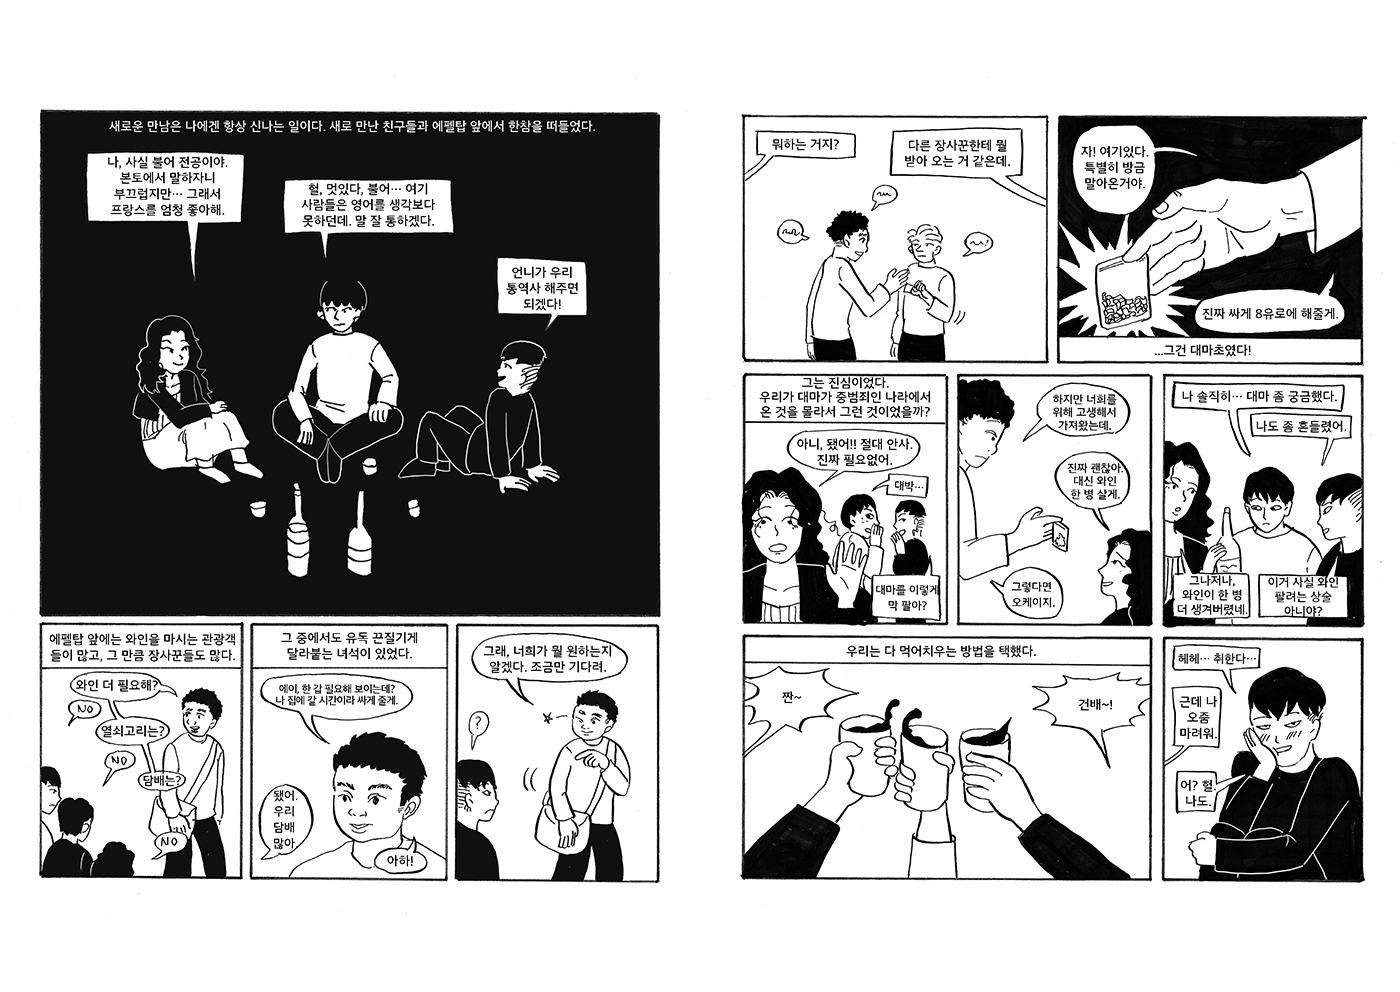 새로운 만남은 나에겐 항상 신나는 일이다. 새로 만난 친구들과 에펠탑 앞에서 한참을 떠들었다.
나, 사실 불어 전공이야.
본토에서 말하자니
부끄럽지만… 그래서
프랑스를 엄청 좋아해.
헐, 멋있다, 불어… 여기
사람들은 영어를 생각보다
못하던데. 말 잘 통하겠다.
언니가 우리
통역사 해주면
되겠다!
에펠탑 앞에는 와인을 마시는 관광객
들이 많고, 그 만큼 장사꾼들도 많다.
와인 더 필요해?
NO
열쇠고리는?
NO
담배는?
NO
그 중에서도 유독 끈질기게
달라붙는 녀석이 있었다.
에이, 한 갑 필요해 보이는데?
나 집에 갈 시간이라 싸게 줄게.
됐어.
우리
담배
많아
아하!
그래, 너희가 뭘 원하는지
알겠다. 조금만 기다려.
?
뭐하는 거지?
다른 장사꾼한테 뭘
받아 오는 거 같은데.
자! 여기있다.
특별히 방금
말아온거야.
진짜 싸게 8유로에 해줄게.
...그건 대마초였다!
그는 진심이었다.
우리가 대마가 중범죄인 나라에서
온 것을 몰라서 그런 것이었을까?
아니, 됐어!! 절대 안사.
진짜 필요없어.
대박…
대마를 이렇게
막 팔아?
하지만 너희를
위해 고생해서
가져왔는데.
진짜 괜찮아.
대신 와인
한 병 살게.
그렇다면
오케이지.
나 솔직히… 대마 좀 궁금했다.
나도 좀 흔들렸어.
그나저나,
와인이 한 병
더 생겨버렸네.
이거 사실 와인
팔려는 상술
아니야?
우리는 다 먹어치우는 방법을 택했다.
짠~
건배~!
헤헤… 취한다…
근데 나
오줌
마려워.
어? 헐.
나도.